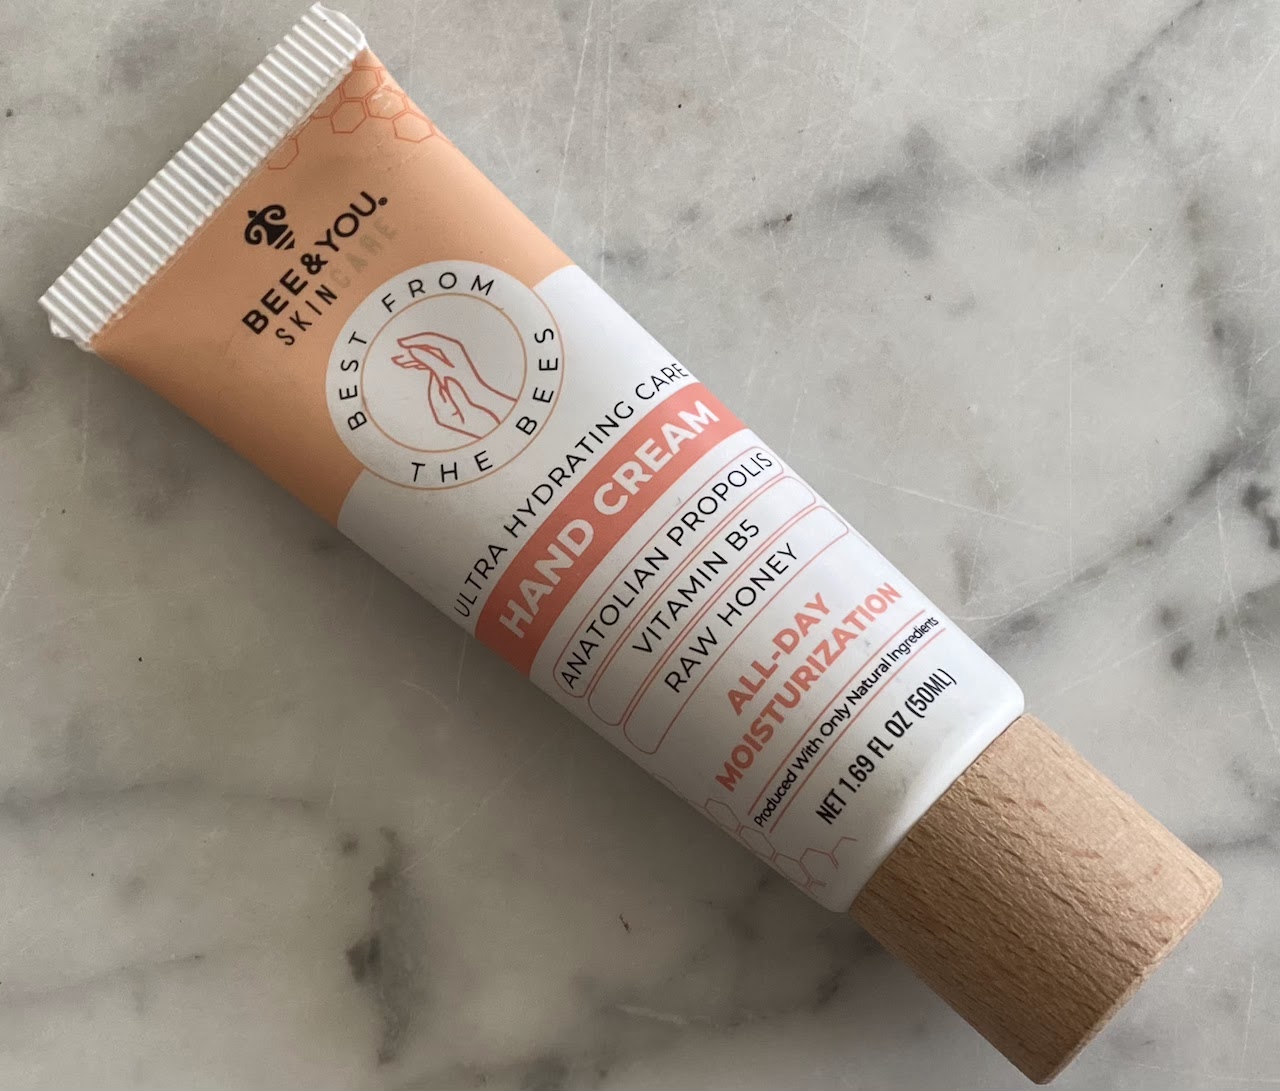 BEE&YOU®
SKINCARE
BEST FROM
THE BEES
ULTRA HYDRATING CARE
HAND CREAM
ANATOLIAN PROPOLIS
VITAMIN B5
RAW HONEY
ALL-DAY
MOISTURIZATION
Produced With Only Natural Ingredients
NET 1.69 FL OZ (50ML)